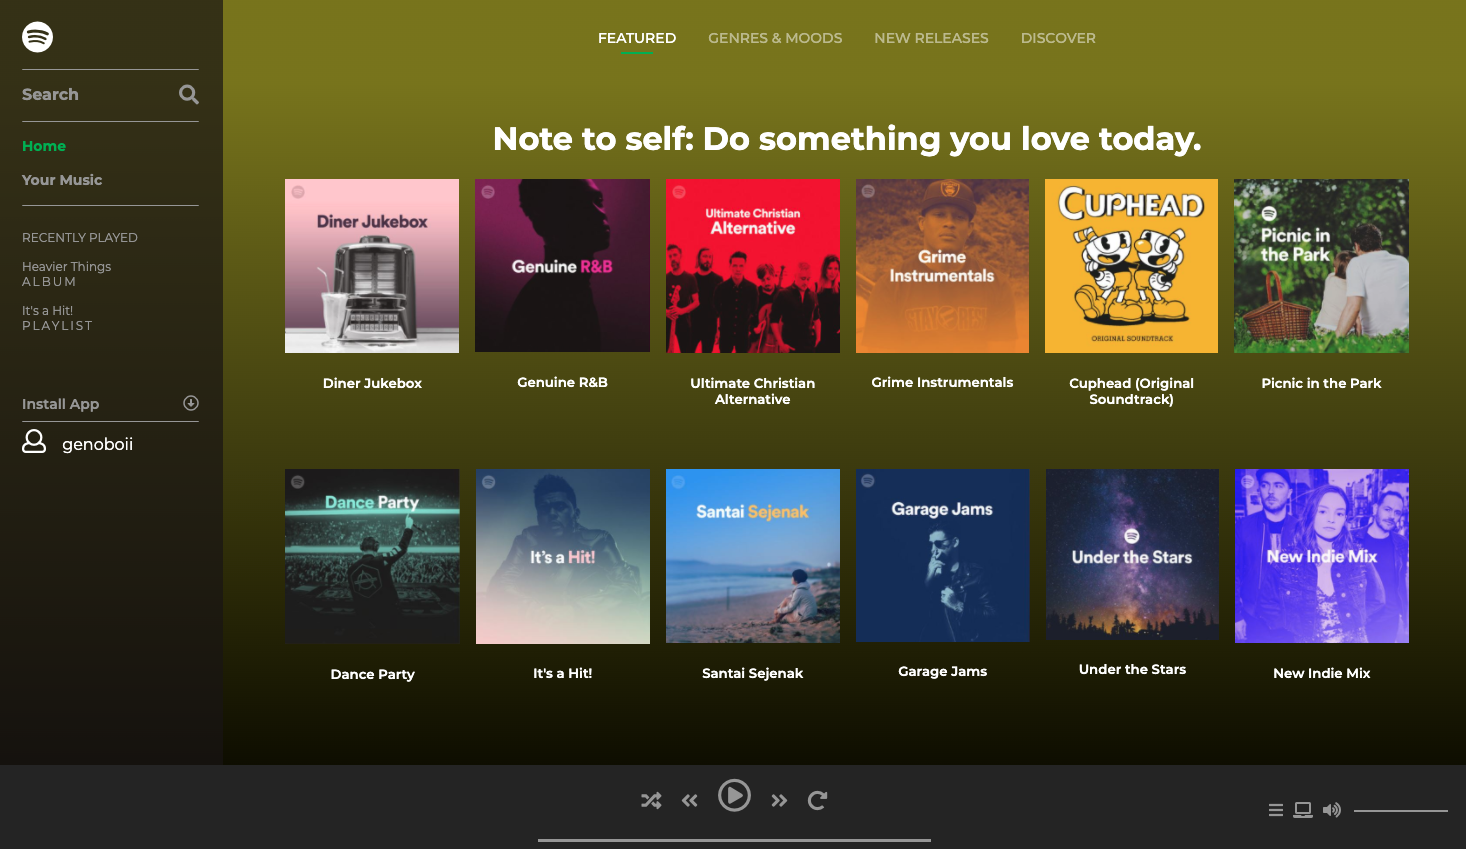 FEATURED GENRES & MOODS NEW RELEASES DISCOVER
Search
Home
Your Music
RECENTLY PLAYED
Heavier Things
ALBUM
It's a Hit!
PLAYLIST
Install App
genoboii
Note to self: Do something you love today.
Diner Jukebox
Genuine R&B
Ultimate Christian
Alternative
Grime
Instrumentals
STAY
CUPHEAD
ORIGINAL SOUNDTRACK
Picnic in
the Park
Diner Jukebox
Genuine R&B
Ultimate Christian
Alternative
Grime Instrumentals
Cuphead (Original
Soundtrack)
Picnic in the Park
Dance Party
It's a Hit!
Santai Sejenak
Garage Jams
Under the Stars
New Indie Mix
Dance Party
It's a Hit!
Santai Sejenak
Garage Jams
Under the Stars
New Indie Mix